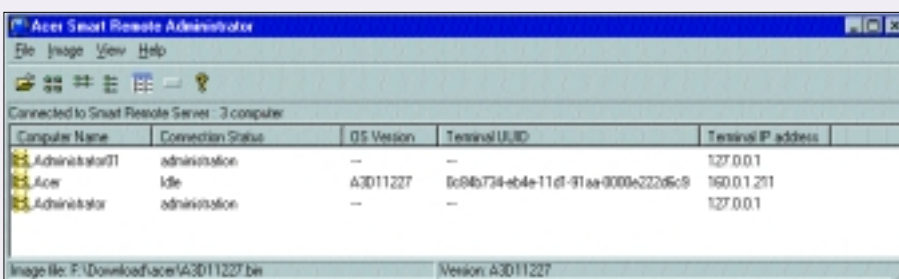 Acer Smart Remote Administrator
File Image View Help
Connected to Smart Remote Server : 3 computer
Computer Name Connection Status OS Version Terminal UUID Terminal IP address
Administrator01 administration --- --- 127.0.0.1
Acer Idle A3D11227 0c84b734-eb4e-11d1-91aa-0000e222d6c9 160.0.1.211
Administrator administration --- --- 127.0.0.1
Image file: F:\Download\acer\A3D11227.bin Version: A3D11227